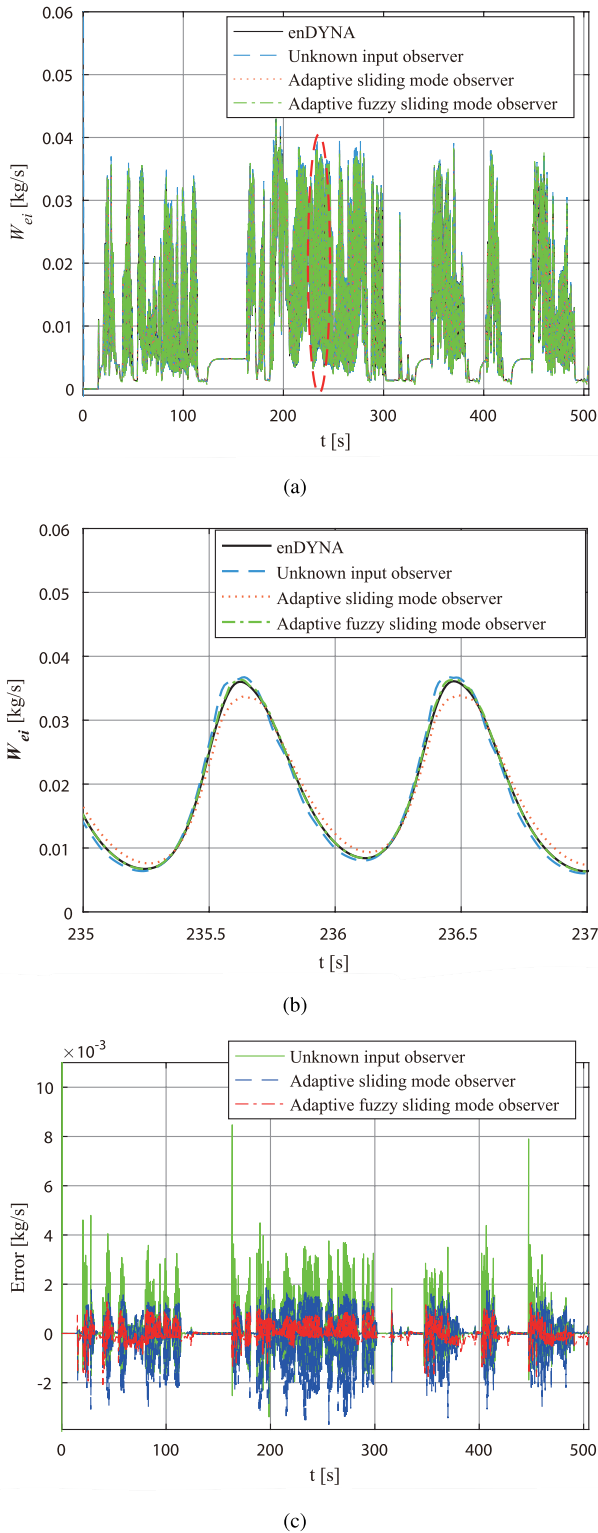 0.06
0.05
0.04
0.03
0.02
0.01
0
W_ei [kg/s]
enDYNA
Unknown input observer
Adaptive sliding mode observer
Adaptive fuzzy sliding mode observer
0 100 200 300 400 500
t [s]
(a)
0.06
0.05
0.04
0.03
0.02
0.01
0
W_ei [kg/s]
enDYNA
Unknown input observer
Adaptive sliding mode observer
Adaptive fuzzy sliding mode observer
235 235.5 236 236.5 237
t [s]
(b)
×10⁻³
10
8
6
4
2
0
-2
Error [kg/s]
Unknown input observer
Adaptive sliding mode observer
Adaptive fuzzy sliding mode observer
0 100 200 300 400 500
t [s]
(c)